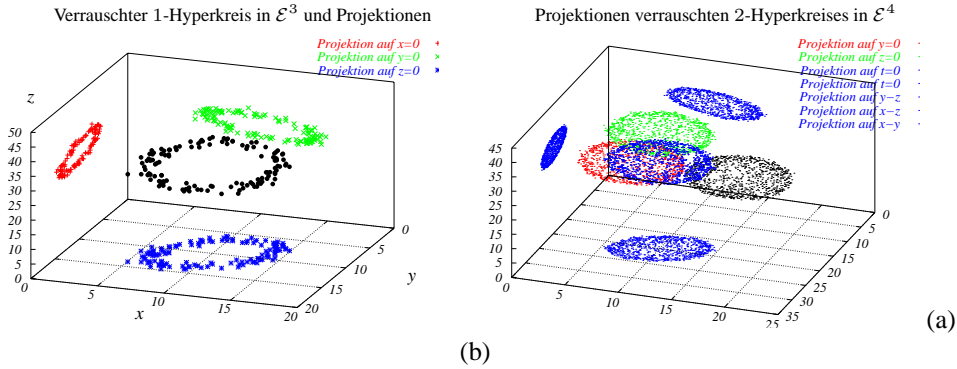 Verrauschter 1-Hyperkreis in ℰ³ und Projektionen
Projektion auf x=0
Projektion auf y=0
Projektion auf z=0
z
50
45
40
35
30
25
20
15
10
5
0
0
5
10
15
20
x
0
5
10
15
20
y
Projektionen verrauschten 2-Hyperkreises in ℰ⁴
Projektion auf y=0
Projektion auf z=0
Projektion auf t=0
Projektion auf y−z
Projektion auf x−z
Projektion auf x−y
45
40
35
30
25
20
15
10
5
0
0
5
10
15
20
25
0
5
10
15
20
25
30
35
(a)
(b)